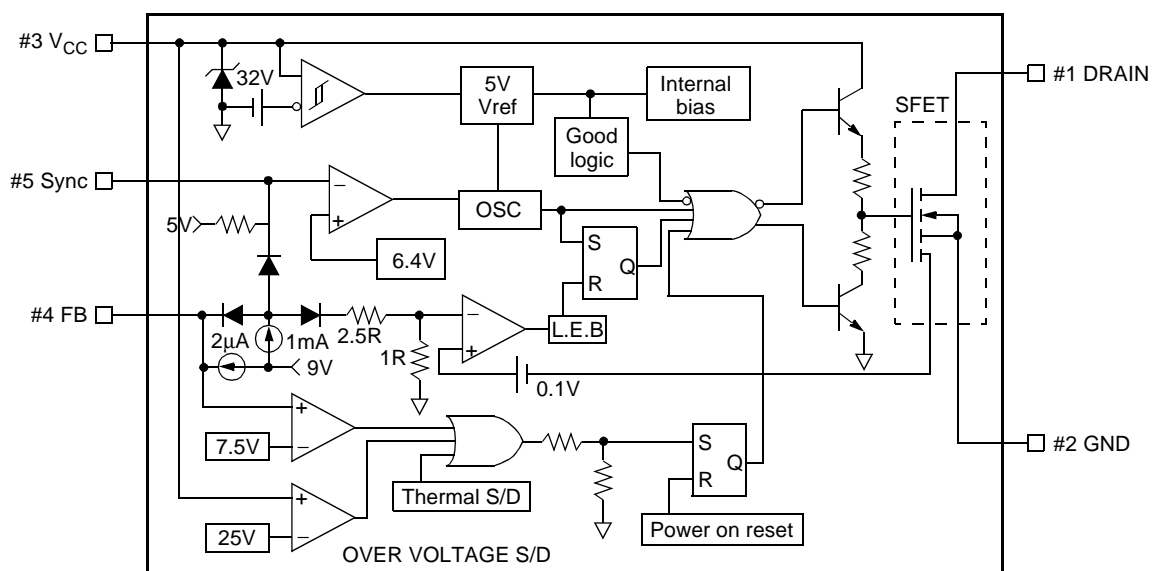 #3 VCC
32V
5V
Vref
Internal
bias
#1 DRAIN
SFET
Good
logic
#5 Sync
−
+
OSC
5V
6.4V
S
R
Q
#4 FB
2μA
1mA
9V
2.5R
1R
−
+
L.E.B
0.1V
+
−
7.5V
Thermal S/D
S
R
Q
#2 GND
+
−
25V
Power on reset
OVER VOLTAGE S/D